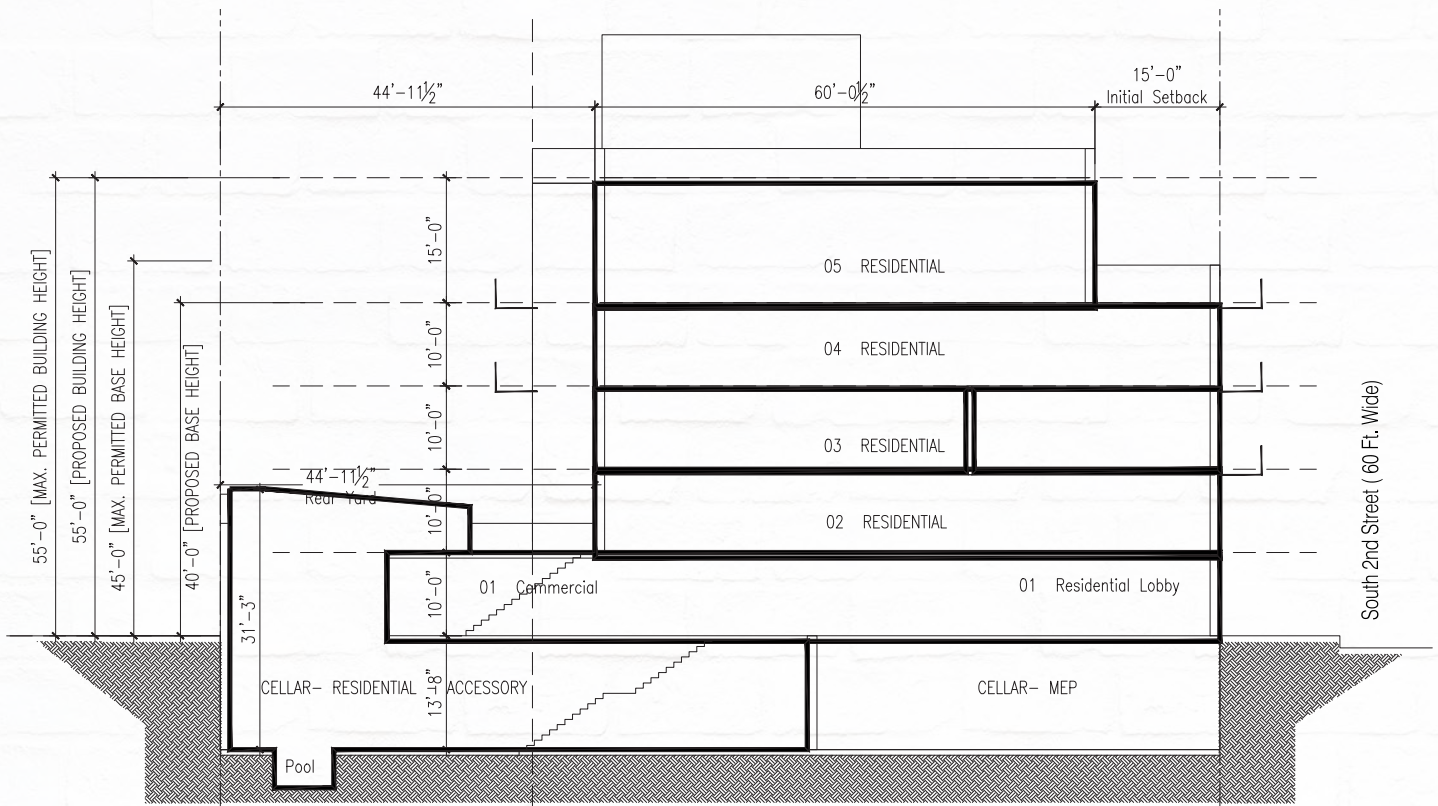 15'-0"
44'-11½"
60'-0½"
Initial Setback
55'-0" [MAX. PERMITTED BUILDING HEIGHT]
55'-0" [PROPOSED BUILDING HEIGHT]
45'-0" [MAX. PERMITTED BASE HEIGHT]
40'-0" [PROPOSED BASE HEIGHT]
15'-0"
05 RESIDENTIAL
10'-0"
04 RESIDENTIAL
10'-0"
03 RESIDENTIAL
44'-11½"
Rear Yard
10'-0"
02 RESIDENTIAL
10'-0"
01 Commercial
01 Residential Lobby
31'-3"
13'-8"
CELLAR- RESIDENTIAL ACCESSORY
CELLAR- MEP
Pool
South 2nd Street ( 60 Ft. Wide)